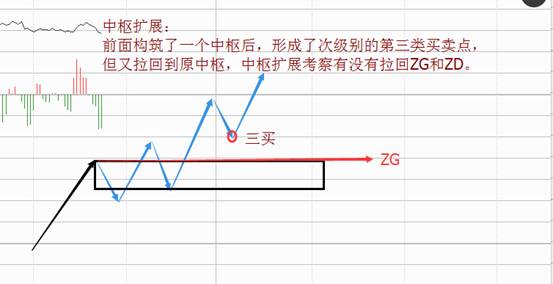 中枢扩展:
前面构筑了一个中枢后，形成了次级别的第三类买卖点，
但又拉回到原中枢，中枢扩展考察有没有拉回ZG和ZD。
三买
ZG